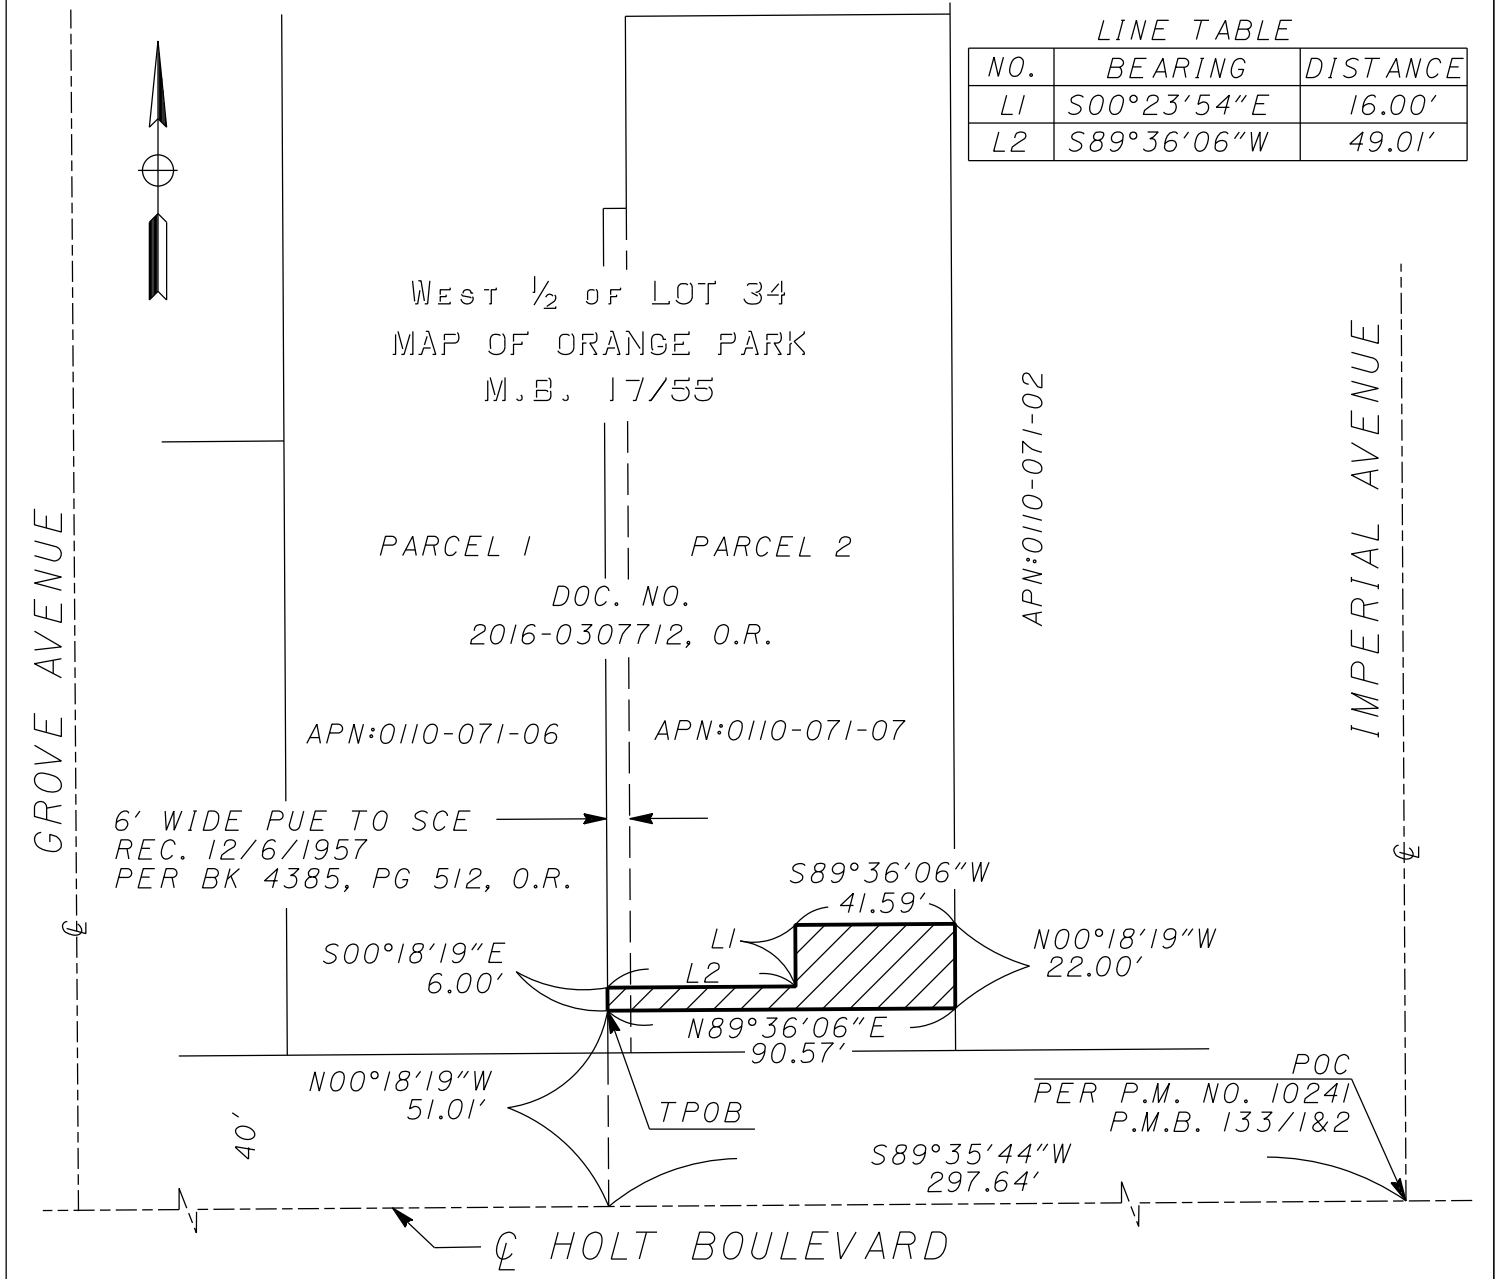 LINE TABLE
NO. BEARING DISTANCE
L1 S00°23'54"E 16.00'
L2 S89°36'06"W 49.01'
WEST 1/2 OF LOT 34
MAP OF ORANGE PARK
M.B. 17/55
APN:0110-071-02
IMPERIAL AVENUE
GROVE AVENUE
PARCEL 1
PARCEL 2
DOC. NO.
2016-0307712, O.R.
APN:0110-071-06
APN:0110-071-07
6' WIDE PUE TO SCE
REC. 12/6/1957
PER BK 4385, PG 512, O.R.
℄
℄
S89°36'06"W
41.59'
L1
N00°18'19"W
22.00'
S00°18'19"E
6.00'
L2
N89°36'06"E
90.57'
N00°18'19"W
51.01'
TPOB
POC
PER P.M. NO. 10241
P.M.B. 133/1&2
40'
S89°35'44"W
297.64'
℄ HOLT BOULEVARD